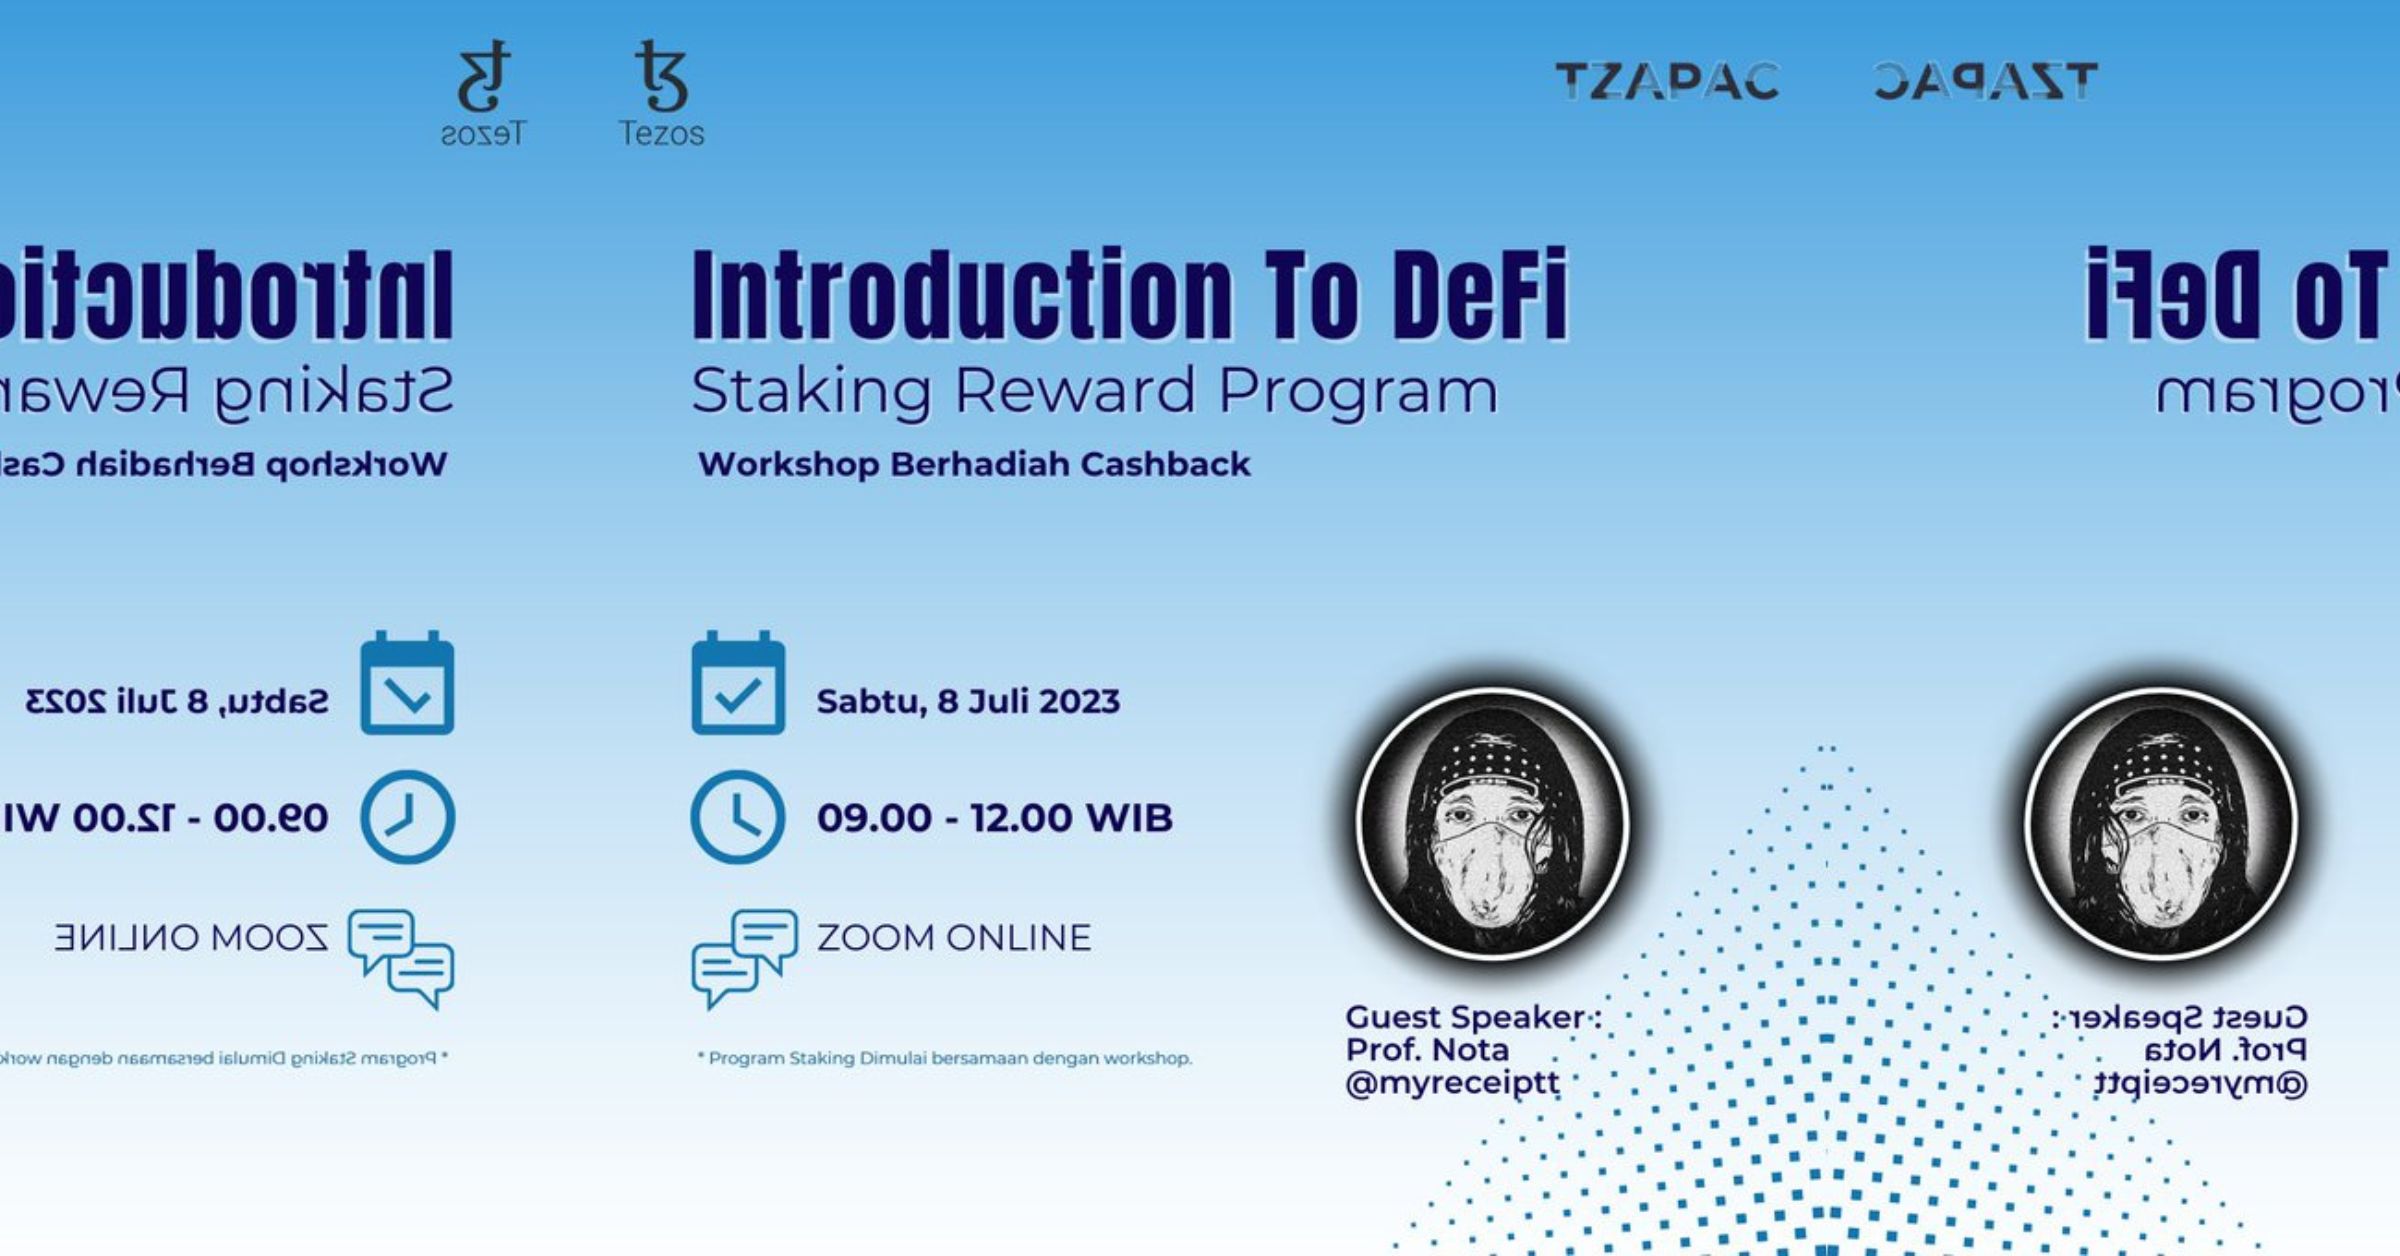 Tezos
TZAPAC
Introduction To DeFi
Staking Reward Program
Workshop Berhadiah Cashback
Sabtu, 8 Juli 2023
09.00 - 12.00 WIB
ZOOM ONLINE
* Program Staking Dimulai bersamaan dengan workshop.
Guest Speaker :
Prof. Nota
@myreceiptt